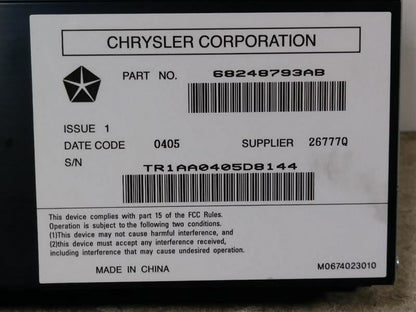 CHRYSLER CORPORATION
PART NO. 68248793AB
ISSUE 1
DATE CODE 0405 SUPPLIER 26777Q
S/N TR1AA0405D8144
This device complies with part 15 of the FCC Rules.
Operation is subject to the following two conditions.
(1)This device may not cause harmful interference, and
(2)this device must accept any interference received,
including interference that may cause undesired operation.
MADE IN CHINA M0674023010